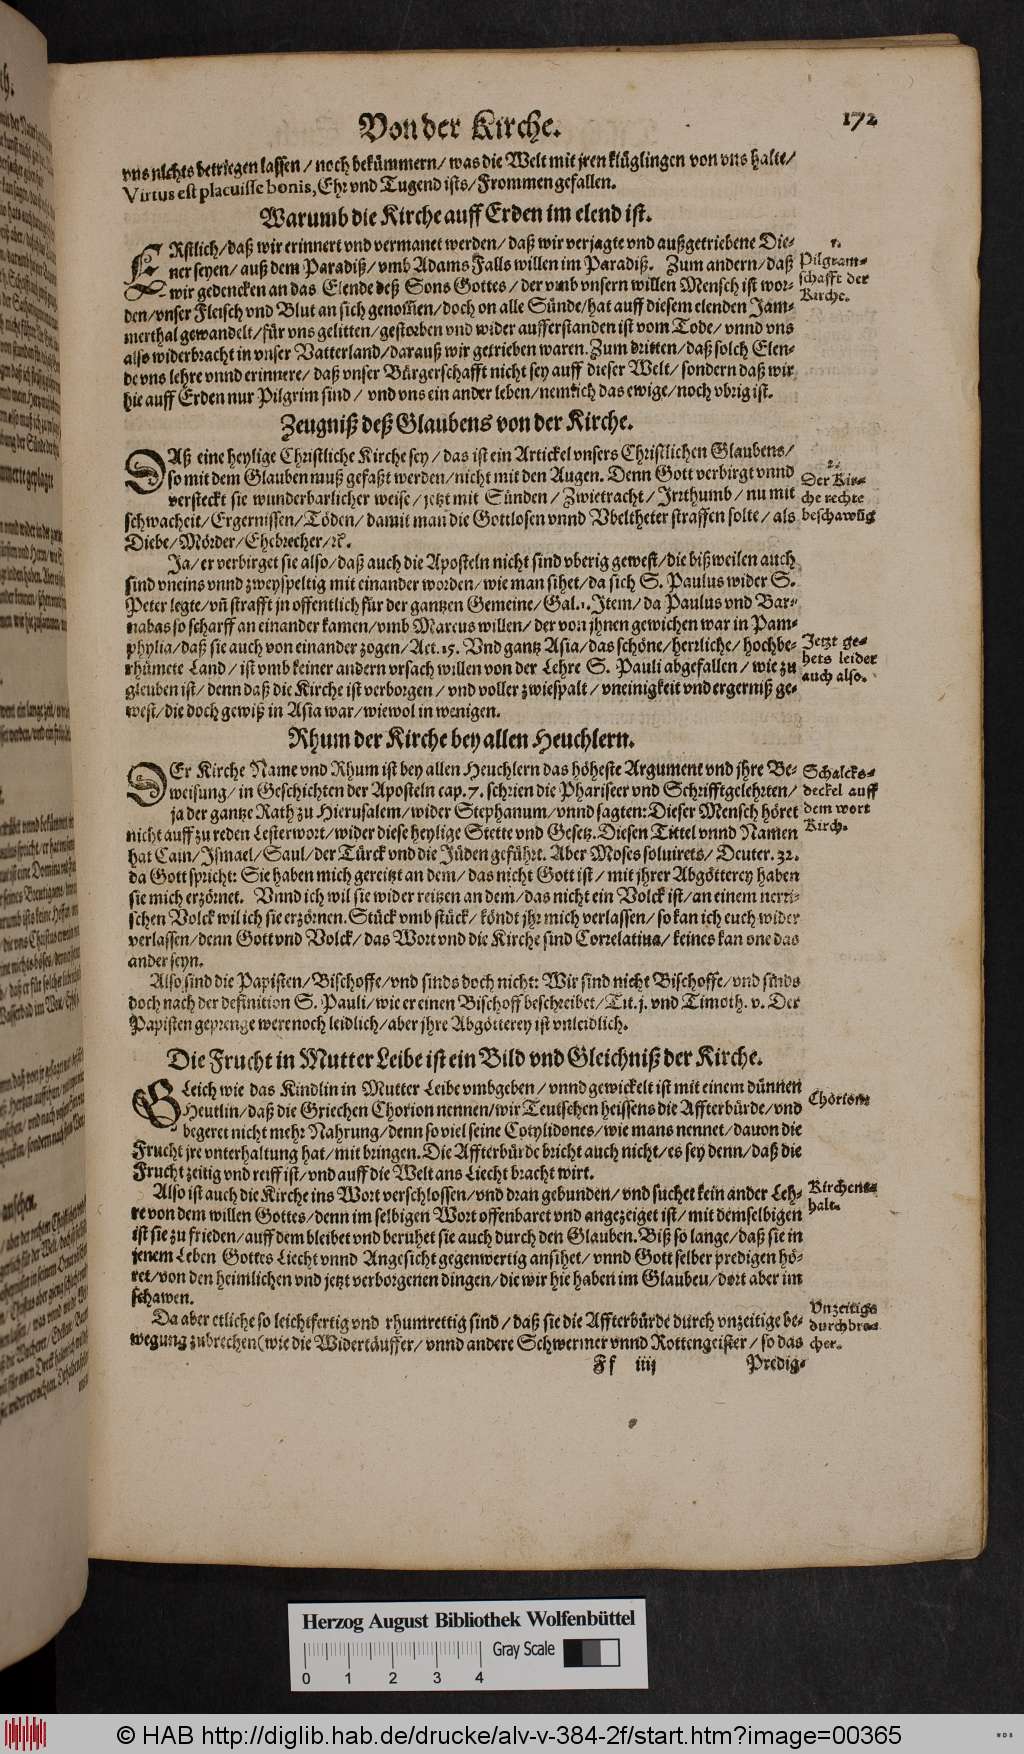 Von der Kirche. 172
vns nichts betriegen lassen / noch bekümmern / was die Welt mit jren klüglingen von vns halte/
Virtus est placuisse bonis, Ehr vnd Tugend ists/ Frommen gefallen.
Warumb die Kirche auff Erden im elend ist.
ERstlich/ daß wir erinnert vnd vermanet werden/ daß wir verjagte vnd außgetriebene Die-
ner seyen/ auß dem Paradiß/ vmb Adams Falls willen im Paradiß. Zum andern/ daß
wir gedencken an das Elende deß Sons Gottes/ der vmb vnsern willen Mensch ist wor-
den/ vnser Fleisch vnd Blut an sich genom̃en/ doch on alle Sünde/ hat auff diesem elenden Jam-
merthal gewandelt/ für vns gelitten/ gestorben vnd wider aufferstanden ist vom Tode/ vnnd vns
also widerbracht in vnser Vatterland/ darauß wir getrieben waren. Zum dritten/ daß solch Elen-
de vns lehre vnnd erinnere/ daß vnser Bürgerschafft nicht sey auff dieser Welt/ sondern daß wir
hie auff Erden nur Pilgrim sind/ vnd vns ein ander leben/ nemlich das ewige/ noch vbrig ist.
1.
Pilgram-
schafft der
Kirche.
Zeugniß deß Glaubens von der Kirche.
DAß eine heylige Christliche Kirche sey/ das ist ein Artickel vnsers Christlichen Glaubens/
so mit dem Glauben muß gefaßt werden/ nicht mit den Augen. Denn Gott verbirgt vnnd
versteckt sie wunderbarlicher weise/ jetzt mit Sünden/ Zwietracht/ Irrthumb/ nu mit
schwacheit/ Ergernissen/ Töden/ damit man die Gottlosen vnnd Vbeltheter straffen solte/ als
Diebe/ Mörder/ Ehebrecher/ ꝛc̃.
2.
Der Kir-
che rechte
beschawūg
Ja/ er verbirget sie also/ daß auch die Aposteln nicht sind vberig gewest/ die bißweilen auch
sind vneins vnnd zweyspeltig mit einander worden/ wie man sihet/ da sich S. Paulus wider S.
Peter legte/ vñ strafft jn offentlich für der gantzen Gemeine/ Gal. 1. Item/ da Paulus vnd Bar-
nabas so scharff an einander kamen/ vmb Marcus willen/ der von jhnen gewichen war in Pam-
phylia/ daß sie auch von einander zogen/ Act. 15. Vnd gantz Asia/ das schöne/ herrliche/ hochbe-
rhümete Land/ ist vmb keiner andern vrsach willen von der Lehre S. Pauli abgefallen/ wie zu
gleuben ist/ denn daß die Kirche ist verborgen/ vnd voller zwiespalt/ vneinigkeit vnd ergerniß ge-
west/ die doch gewiß in Asia war/ wiewol in wenigen.
Jetzt ge-
hets leider
auch also.
Rhum der Kirche bey allen Heuchlern.
DEr Kirche Name vnd Rhum ist bey allen Heuchlern das höheste Argument vnd jhre Be-
weisung/ in Geschichten der Aposteln cap. 7. schrien die Phariseer vnd Schrifftgelehrten/
ja der gantze Rath zu Hierusalem/ wider Stephanum/ vnnd sagten: Dieser Mensch höret
nicht auff zu reden Lesterwort/ wider diese heylige Stette vnd Gesetz. Diesen Tittel vnnd Namen
hat Cain/ Ismael/ Saul/ der Türck vnd die Jüden geführt. Aber Moses soluirets/ Deuter. 32.
da Gott spricht: Sie haben mich gereitzt an dem/ das nicht Gott ist/ mit jhrer Abgötterey haben
sie mich erzörnet. Vnnd ich wil sie wider reitzen an dem/ das nicht ein Volck ist/ an einem nerri-
schen Volck wil ich sie erzörnen. Stück vmb stück/ köndt jhr mich verlassen/ so kan ich euch wider
verlassen/ denn Gott vnd Volck/ das Wort vnd die Kirche sind Correlatiua/ keines kan one das
ander seyn.
Schalcks-
deckel auff
dem wort
Kirch.
Also sind die Papisten/ Bischoffe/ vnd sinds doch nicht: Wir sind nicht Bischoffe/ vnd sinds
doch nach der definition S. Pauli/ wie er einen Bischoff beschreibet/ Tit. j. vnd Timoth. v. Der
Papisten geprenge were noch leidlich/ aber jhre Abgötterey ist vnleidlich.
Die Frucht in Mutter Leibe ist ein Bild vnd Gleichniß der Kirche.
GLeich wie das Kindlin in Mutter Leibe vmbgeben/ vnnd gewickelt ist mit einem dünnen
Heutlin/ daß die Griechen Chorion nennen/ wir Teutschen heissens die Affterbürde/ vnd
begeret nicht mehr Nahrung/ denn so viel seine Cotylidones/ wie mans nennet/ dauon die
Frucht jre vnterhaltung hat/ mit bringen. Die Affterbürde bricht auch nicht/ es sey denn/ daß die
Frucht zeitig vnd reiff ist/ vnd auff die Welt ans Liecht bracht wirt.
Chorion
Also ist auch die Kirche ins Wort verschlossen/ vnd dran gebunden/ vnd suchet kein ander Leh-
re von dem willen Gottes/ denn im selbigen Wort offenbaret vnd angezeiget ist/ mit demselbigen
ist sie zu frieden/ auff dem bleibet vnd beruhet sie auch durch den Glauben. Biß so lange/ daß sie in
jenem Leben Gottes Liecht vnnd Angesicht gegenwertig ansihet/ vnnd Gott selber predigen hö-
ret/ von den heimlichen vnd jetzt verborgenen dingen/ die wir hie haben im Glauben/ dort aber im
schawen.
Kirchens-
halt.
Da aber etliche so leichtfertig vnd rhumrettig sind/ daß sie die Affterbürde durch vnzeitige be-
wegung zubrechen (wie die Widertäuffer/ vnnd andere Schwermer vnnd Rottengeister/ so das
Vnzeitige
durchbre-
cher.
Ff iiij Predig-
Herzog August Bibliothek Wolfenbüttel
Gray Scale
0 1 2 3 4
© HAB http://diglib.hab.de/drucke/alv-v-384-2f/start.htm?image=00365